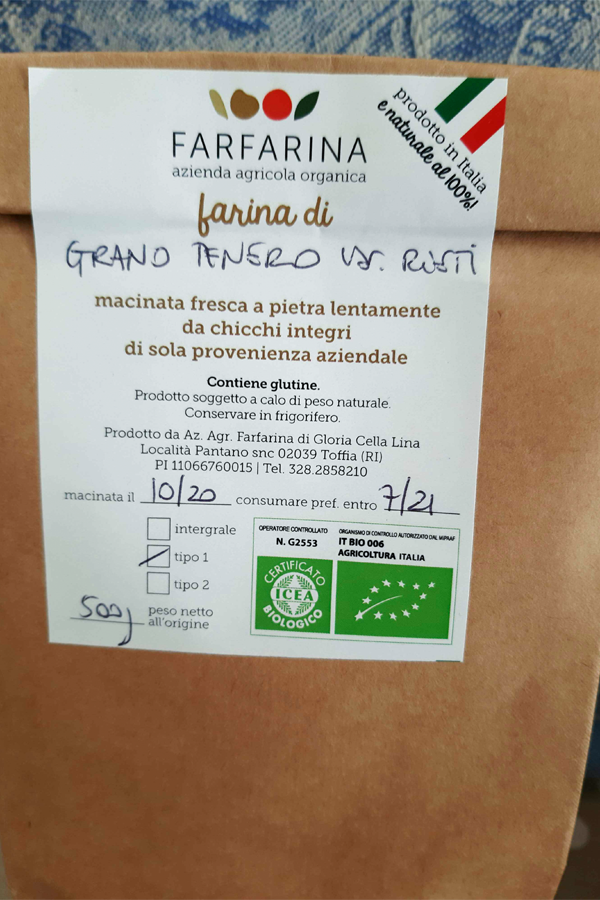 FARFARINA
azienda agricola organica
prodotto in Italia
e naturale al 100%!
farina di
GRANO TENERO var. RISTI
macinata fresca a pietra lentamente
da chicchi integri
di sola provenienza aziendale
Contiene glutine.
Prodotto soggetto a calo di peso naturale.
Conservare in frigorifero.
Prodotto da Az. Agr. Farfarina di Gloria Cella Lina
Località Pantano snc 02039 Toffia (RI)
PI 11066760015 | Tel. 328.2858210
macinata il 10/20 consumare pref. entro 7/21
intergrale
tipo 1
tipo 2
500g peso netto
all'origine
OPERATORE CONTROLLATO
N. G2553
CERTIFICATO
ICEA
BIOLOGICO
ORGANISMO DI CONTROLLO AUTORIZZATO DAL MIPAAF
IT BIO 006
AGRICOLTURA ITALIA